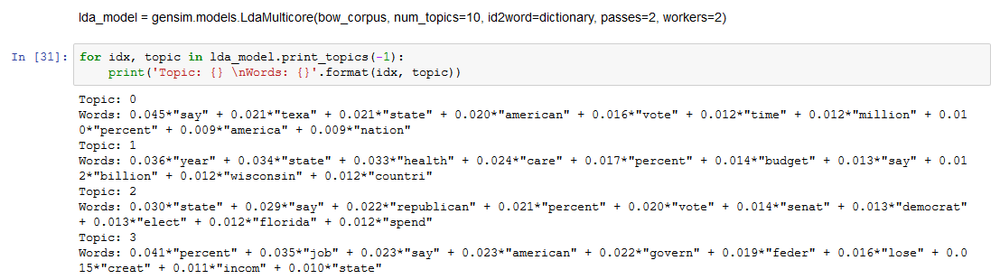 lda_model = gensim.models.LdaMulticore(bow_corpus, num_topics=10, id2word=dictionary, passes=2, workers=2)
In [31]: for idx, topic in lda_model.print_topics(-1):
print('Topic: {} \nWords: {}'.format(idx, topic))
Topic: 0
Words: 0.045*"say" + 0.021*"texa" + 0.021*"state" + 0.020*"american" + 0.016*"vote" + 0.012*"time" + 0.012*"million" + 0.01
0*"percent" + 0.009*"america" + 0.009*"nation"
Topic: 1
Words: 0.036*"year" + 0.034*"state" + 0.033*"health" + 0.024*"care" + 0.017*"percent" + 0.014*"budget" + 0.013*"say" + 0.01
2*"billion" + 0.012*"wisconsin" + 0.012*"countri"
Topic: 2
Words: 0.030*"state" + 0.029*"say" + 0.022*"republican" + 0.021*"percent" + 0.020*"vote" + 0.014*"senat" + 0.013*"democrat"
+ 0.013*"elect" + 0.012*"florida" + 0.012*"spend"
Topic: 3
Words: 0.041*"percent" + 0.035*"job" + 0.023*"say" + 0.023*"american" + 0.022*"govern" + 0.019*"feder" + 0.016*"lose" + 0.0
15*"creat" + 0.011*"incom" + 0.010*"state"